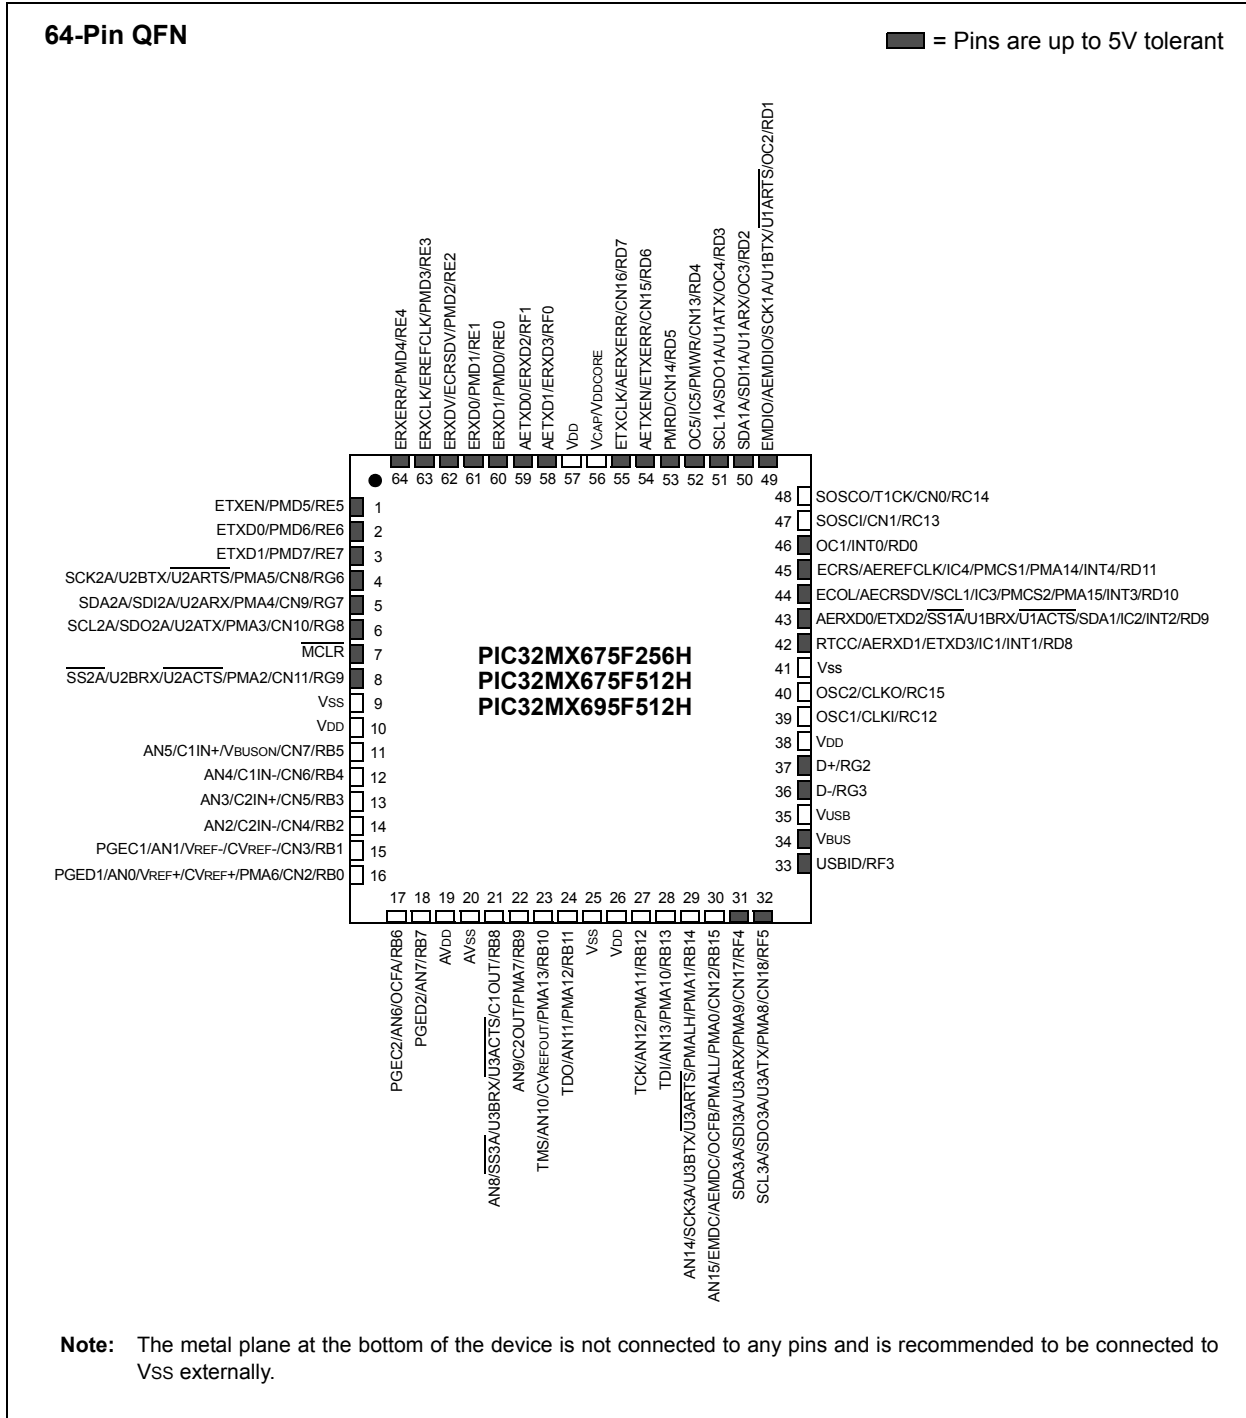 64-Pin QFN
= Pins are up to 5V tolerant
ERXERR/PMD4/RE4
ERXCLK/EREFCLK/PMD3/RE3
ERXDV/ECRSDV/PMD2/RE2
ERXD0/PMD1/RE1
ERXD1/PMD0/RE0
AETXD0/ERXD2/RF1
AETXD1/ERXD3/RF0
VDD
VCAP/VDDCORE
ETXCLK/AERXERR/CN16/RD7
AETXEN/ETXERR/CN15/RD6
PMRD/CN14/RD5
OC5/IC5/PMWR/CN13/RD4
SCL1A/SDO1A/U1ATX/OC4/RD3
SDA1A/SDI1A/U1ARX/OC3/RD2
EMDIO/AEMDIO/SCK1A/U1BTX/U1ARTS/OC2/RD1
64 63 62 61 60 59 58 57 56 55 54 53 52 51 50 49
ETXEN/PMD5/RE5 1
ETXD0/PMD6/RE6 2
ETXD1/PMD7/RE7 3
SCK2A/U2BTX/U2ARTS/PMA5/CN8/RG6 4
SDA2A/SDI2A/U2ARX/PMA4/CN9/RG7 5
SCL2A/SDO2A/U2ATX/PMA3/CN10/RG8 6
MCLR 7
SS2A/U2BRX/U2ACTS/PMA2/CN11/RG9 8
VSS 9
VDD 10
AN5/C1IN+/VBUSON/CN7/RB5 11
AN4/C1IN-/CN6/RB4 12
AN3/C2IN+/CN5/RB3 13
AN2/C2IN-/CN4/RB2 14
PGEC1/AN1/VREF-/CVREF-/CN3/RB1 15
PGED1/AN0/VREF+/CVREF+/PMA6/CN2/RB0 16
PIC32MX675F256H
PIC32MX675F512H
PIC32MX695F512H
48 SOSCO/T1CK/CN0/RC14
47 SOSCI/CN1/RC13
46 OC1/INT0/RD0
45 ECRS/AEREFCLK/IC4/PMCS1/PMA14/INT4/RD11
44 ECOL/AECRSDV/SCL1/IC3/PMCS2/PMA15/INT3/RD10
43 AERXD0/ETXD2/SS1A/U1BRX/U1ACTS/SDA1/IC2/INT2/RD9
42 RTCC/AERXD1/ETXD3/IC1/INT1/RD8
41 Vss
40 OSC2/CLKO/RC15
39 OSC1/CLKI/RC12
38 VDD
37 D+/RG2
36 D-/RG3
35 VUSB
34 VBUS
33 USBID/RF3
17 18 19 20 21 22 23 24 25 26 27 28 29 30 31 32
PGEC2/AN6/OCFA/RB6
PGED2/AN7/RB7
AVDD
AVSS
AN8/SS3A/U3BRX/U3ACTS/C1OUT/RB8
AN9/C2OUT/PMA7/RB9
TMS/AN10/CVREFOUT/PMA13/RB10
TDO/AN11/PMA12/RB11
VSS
VDD
TCK/AN12/PMA11/RB12
TDI/AN13/PMA10/RB13
AN14/SCK3A/U3BTX/U3ARTS/PMALH/PMA1/RB14
AN15/EMDC/AEMDC/OCFB/PMALL/PMA0/CN12/RB15
SDA3A/SDI3A/U3ARX/PMA9/CN17/RF4
SCL3A/SDO3A/U3ATX/PMA8/CN18/RF5
Note: The metal plane at the bottom of the device is not connected to any pins and is recommended to be connected to
VSS externally.